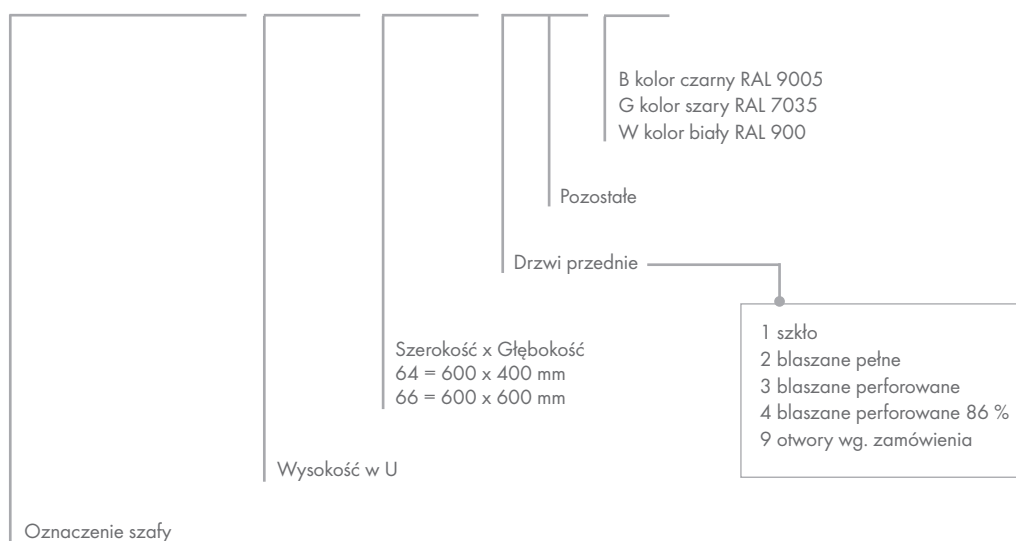 B kolor czarny RAL 9005
G kolor szary RAL 7035
W kolor biały RAL 900
Pozostałe
Drzwi przednie
1 szkło
2 blaszane pełne
3 blaszane perforowane
4 blaszane perforowane 86 %
9 otwory wg. zamówienia
Szerokość x Głębokość
64 = 600 x 400 mm
66 = 600 x 600 mm
Wysokość w U
Oznaczenie szafy